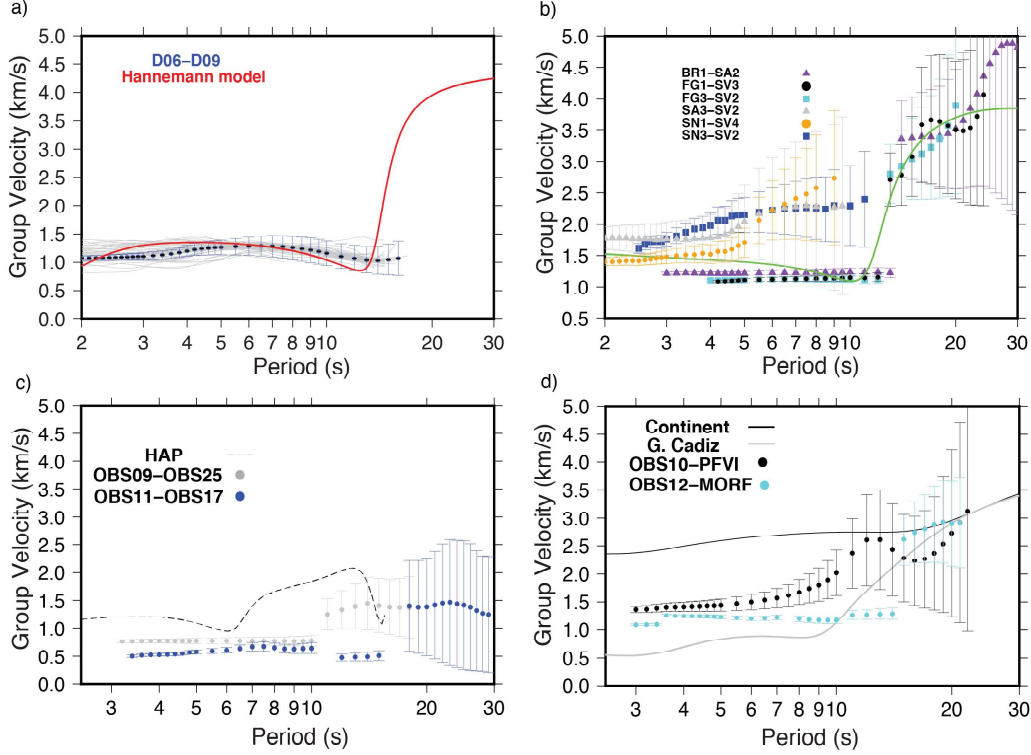 a)
D06–D09
Hannemann model
Group Velocity (km/s)
5.0
4.5
4.0
3.5
3.0
2.5
2.0
1.5
1.0
0.5
0.0
2 3 4 5 6 7 8 910 20 30
Period (s)
b)
BR1–SA2
FG1–SV3
FG3–SV2
SA3–SV2
SN1–SV4
SN3–SV2
Group Velocity (km/s)
5.0
4.5
4.0
3.5
3.0
2.5
2.0
1.5
1.0
0.5
2 3 4 5 6 7 8 910 20 30
Period (s)
c)
HAP
OBS09–OBS25
OBS11–OBS17
Group Velocity (km/s)
5.0
4.5
4.0
3.5
3.0
2.5
2.0
1.5
1.0
0.5
0.0
3 4 5 6 7 8 910 20 30
Period (s)
d)
Continent
G. Cadiz
OBS10–PFVI
OBS12–MORF
Group Velocity (km/s)
5.0
4.5
4.0
3.5
3.0
2.5
2.0
1.5
1.0
0.5
0.0
3 4 5 6 7 8 910 20 30
Period (s)